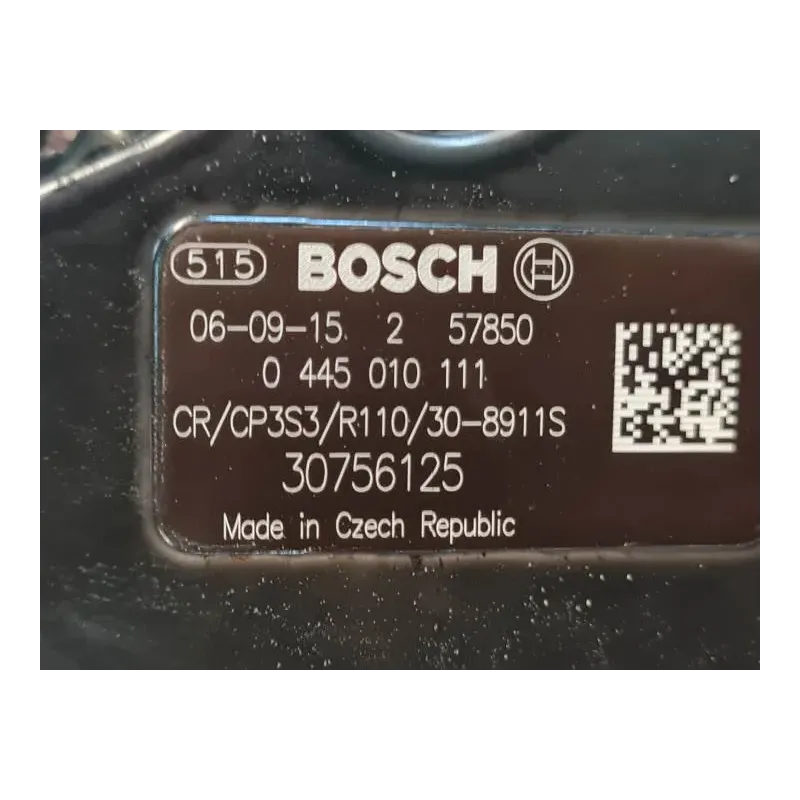 515 BOSCH
06-09-15 2 57850
0 445 010 111
CR/CP3S3/R110/30-8911S
30756125
Made in Czech Republic